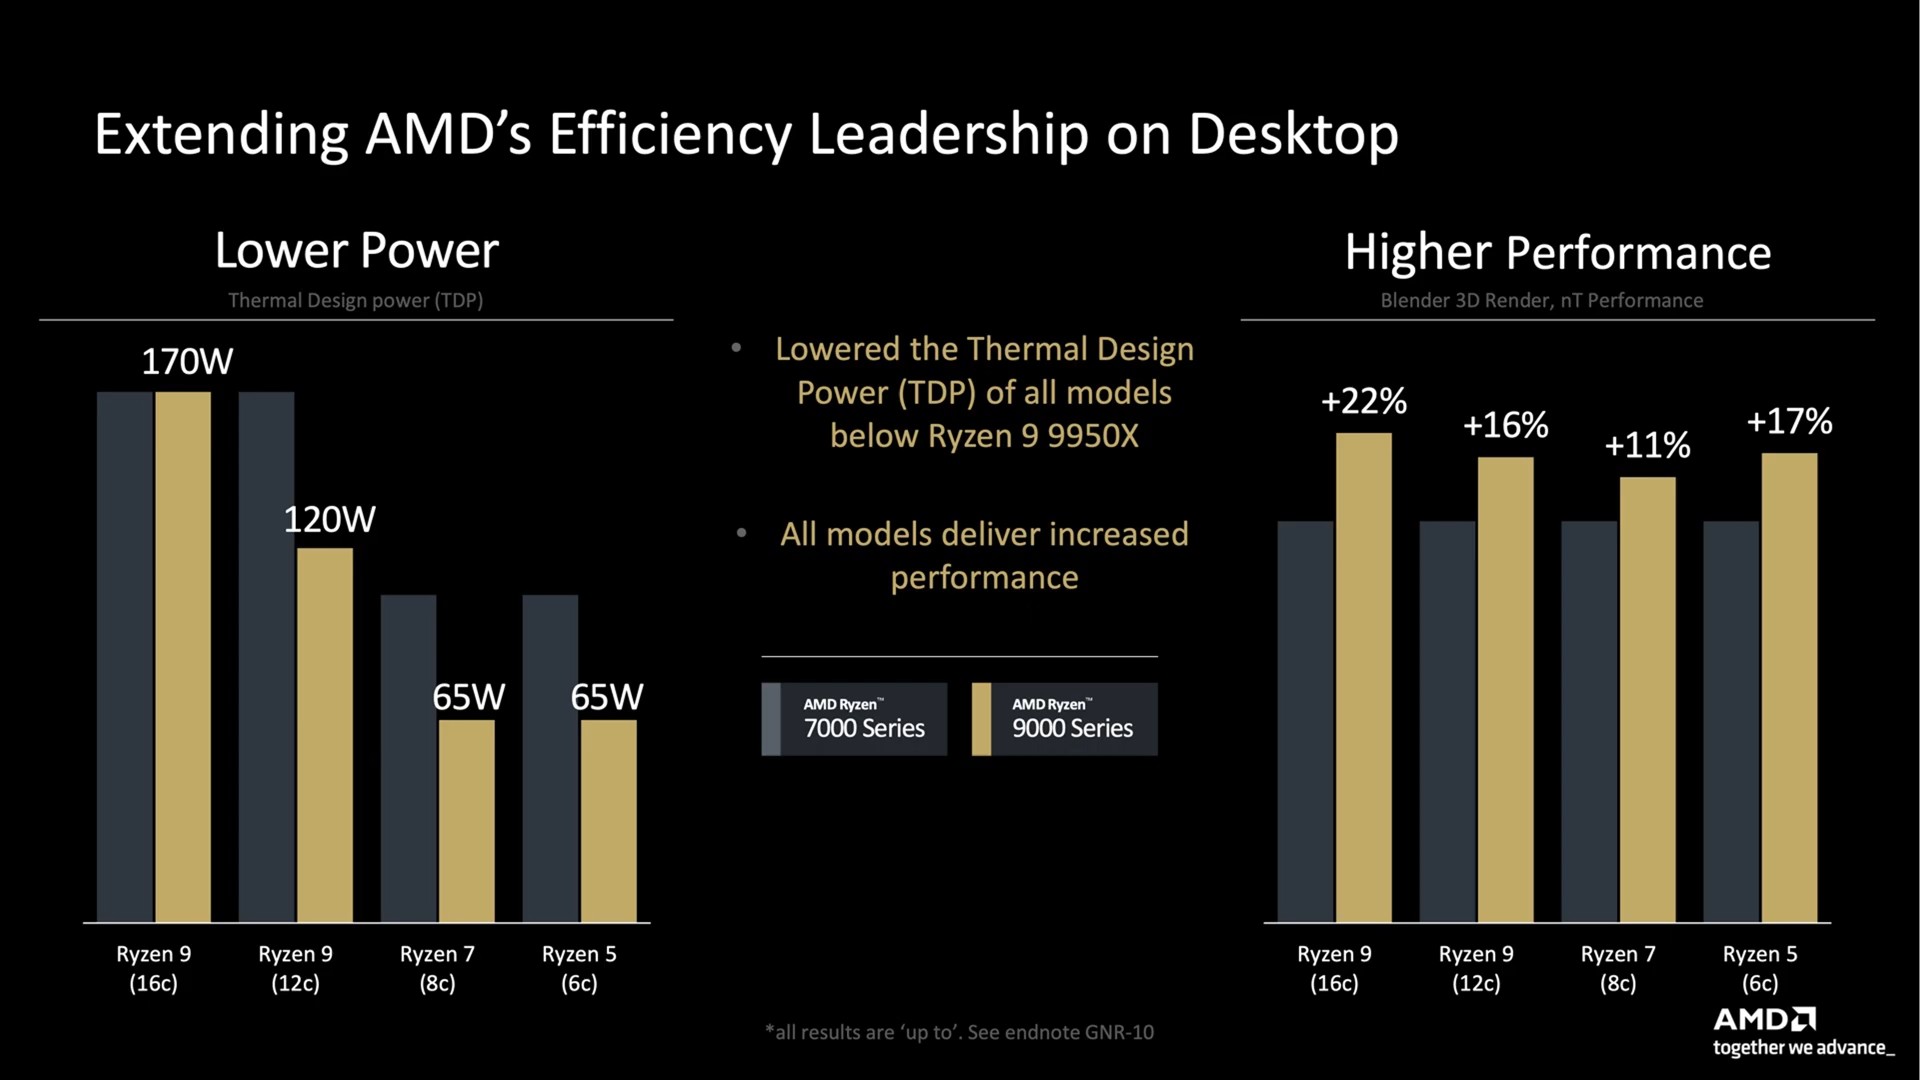 Extending AMD’s Efficiency Leadership on Desktop
Lower Power
Thermal Design power (TDP)
170W
120W
65W
65W
Ryzen 9
(16c)
Ryzen 9
(12c)
Ryzen 7
(8c)
Ryzen 5
(6c)
• Lowered the Thermal Design
Power (TDP) of all models
below Ryzen 9 9950X
• All models deliver increased
performance
AMD Ryzen™
7000 Series
AMD Ryzen™
9000 Series
Higher Performance
Blender 3D Render, nT Performance
+22%
+16%
+11%
+17%
Ryzen 9
(16c)
Ryzen 9
(12c)
Ryzen 7
(8c)
Ryzen 5
(6c)
*all results are ‘up to’. See endnote GNR-10
AMD
together we advance_